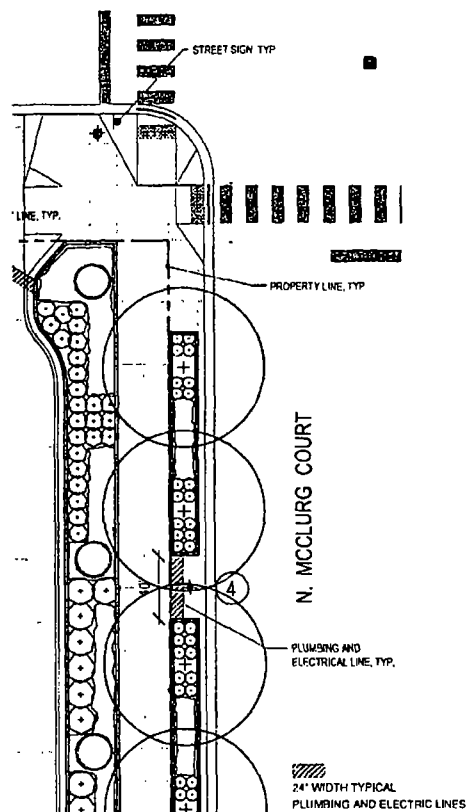 STREET SIGN TYP
LINE, TYP.
PROPERTY LINE, TYP
N. MCCLURG COURT
4
PLUMBING AND
ELECTRICAL LINE, TYP.
24" WIDTH TYPICAL
PLUMBING AND ELECTRIC LINES